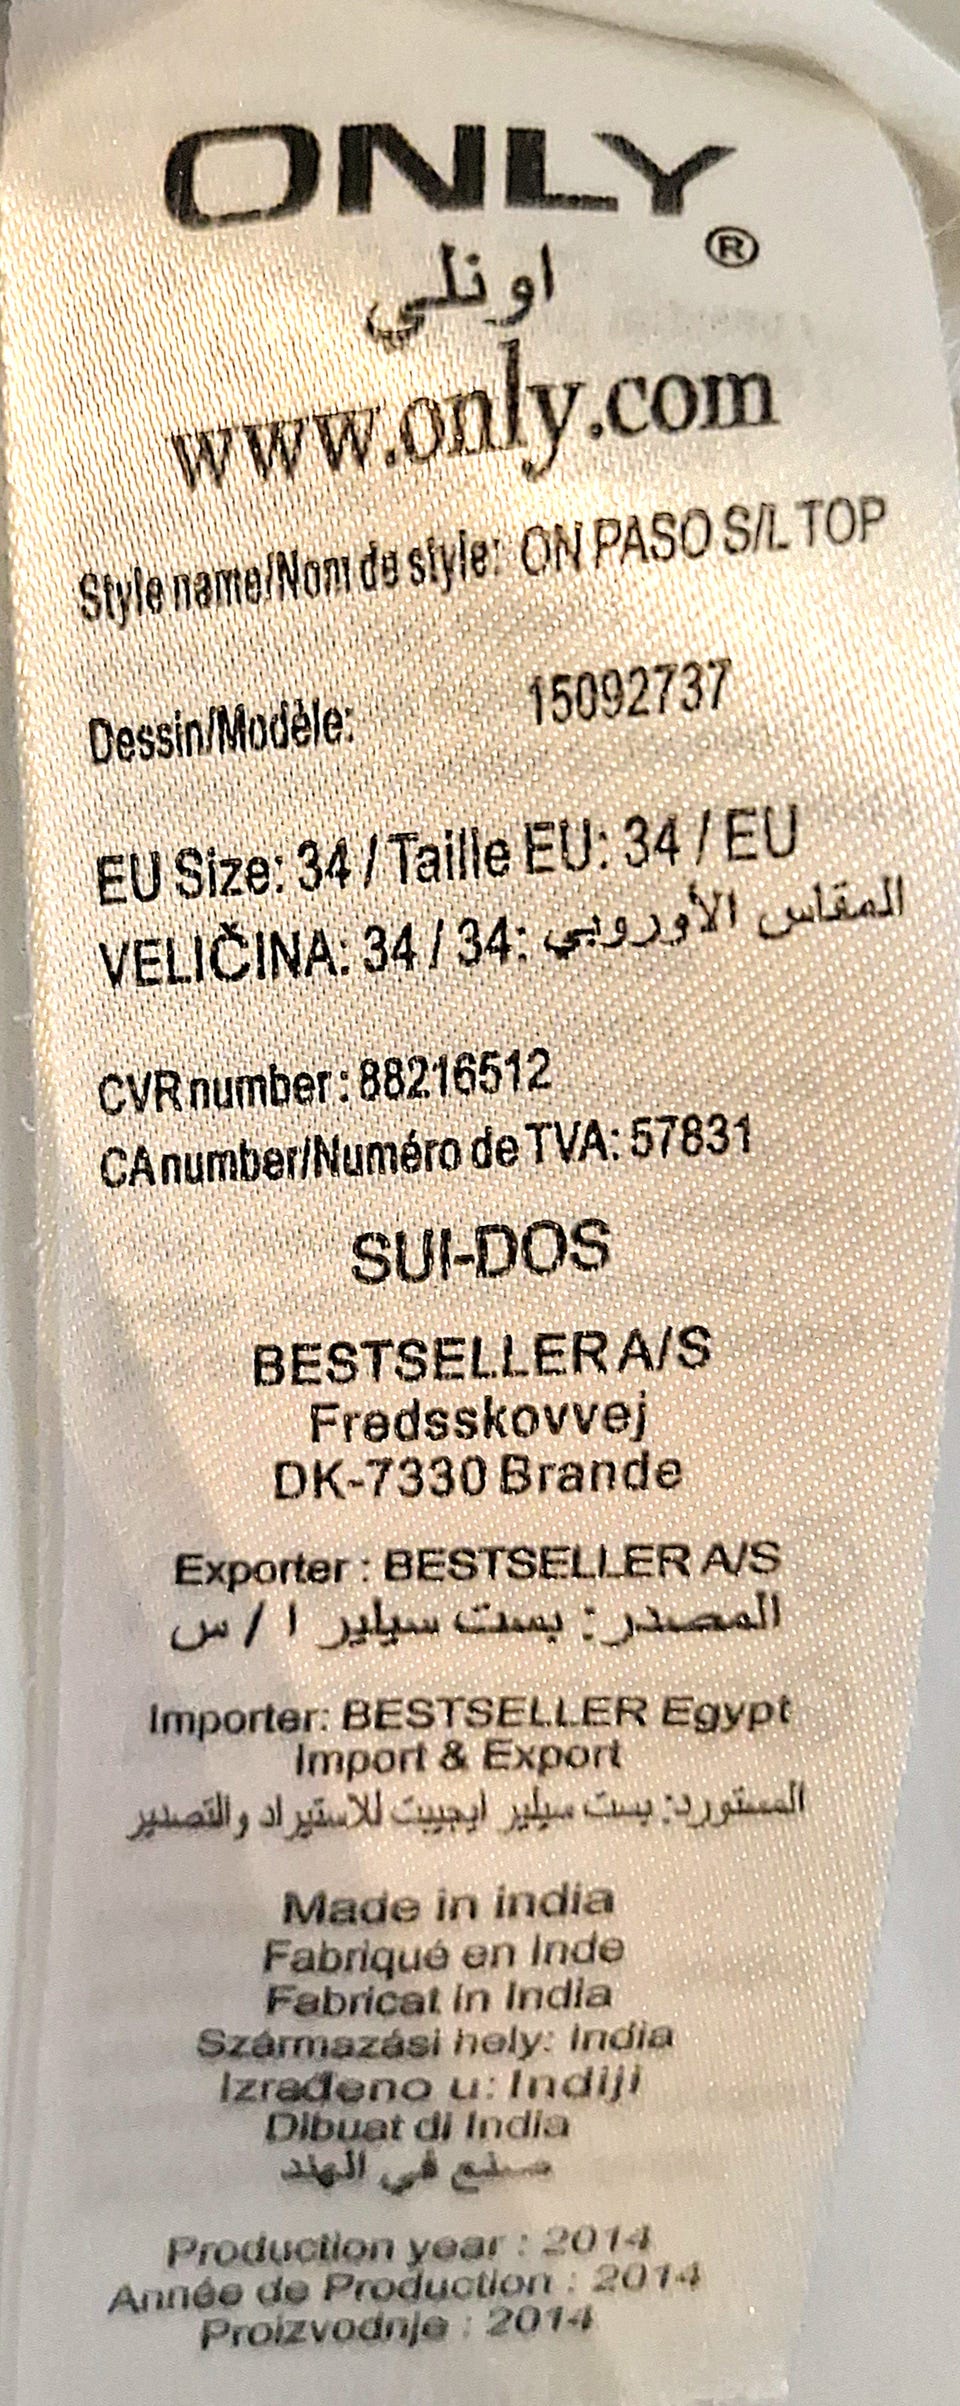 ONLY®
اونلي
www.only.com
Style name/Nom de style: ON PASO S/L TOP
Dessin/Modèle: 15092737
EU Size: 34 / Taille EU: 34 / EU
VELIČINA: 34 / 34: المقاس الأوروبي
CVR number : 88216512
CA number/Numéro de TVA: 57831
SUI-DOS
BESTSELLER A/S
Fredsskovvej
DK-7330 Brande
Exporter : BESTSELLER A/S
المصدر: بست سيلير ا / س
Importer: BESTSELLER Egypt
Import & Export
المستورد: بست سيلير ايجيبت للاستيراد والتصدير
Made in india
Fabriqué en Inde
Fabricat in India
Származási hely: India
Izrađeno u: Indiji
Dibuat di India
صنع في الهند
Production year : 2014
Année de Production : 2014
Proizvodnje : 2014